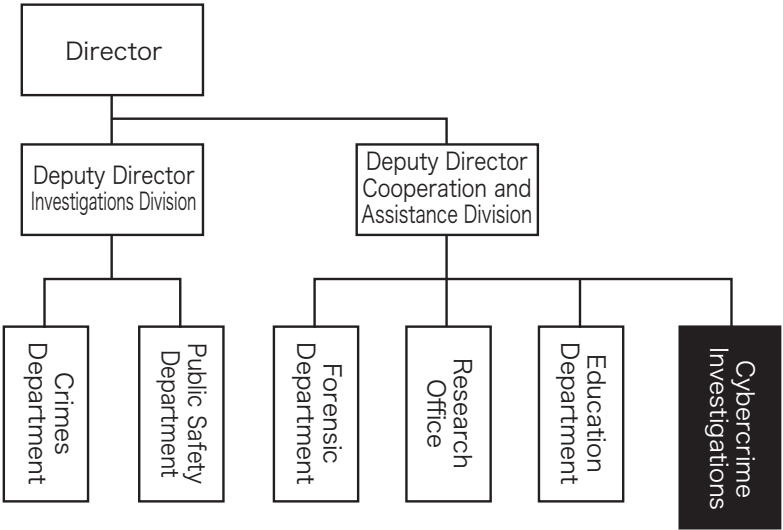 Director
Deputy Director
Investigations Division
Deputy Director
Cooperation and
Assistance Division
Crimes
Department
Public Safety
Department
Forensic
Department
Research
Office
Education
Department
Cybercrime
Investigations